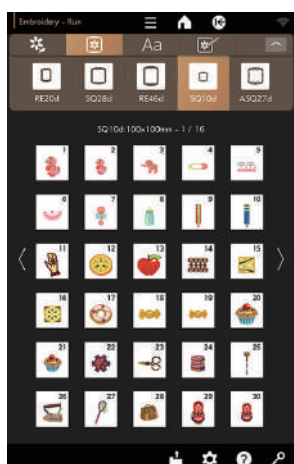 Embroidery - Run
Aa
RE20d SQ28d RE46d SQ10d ASQ27d
SQ10d:100x100mm - 1 / 16
1 2 3 4 5
6 7 8 9 10
11 12 13 14 15
16 17 18 19 20
21 22 23 24 25
26 27 28 29 30
?